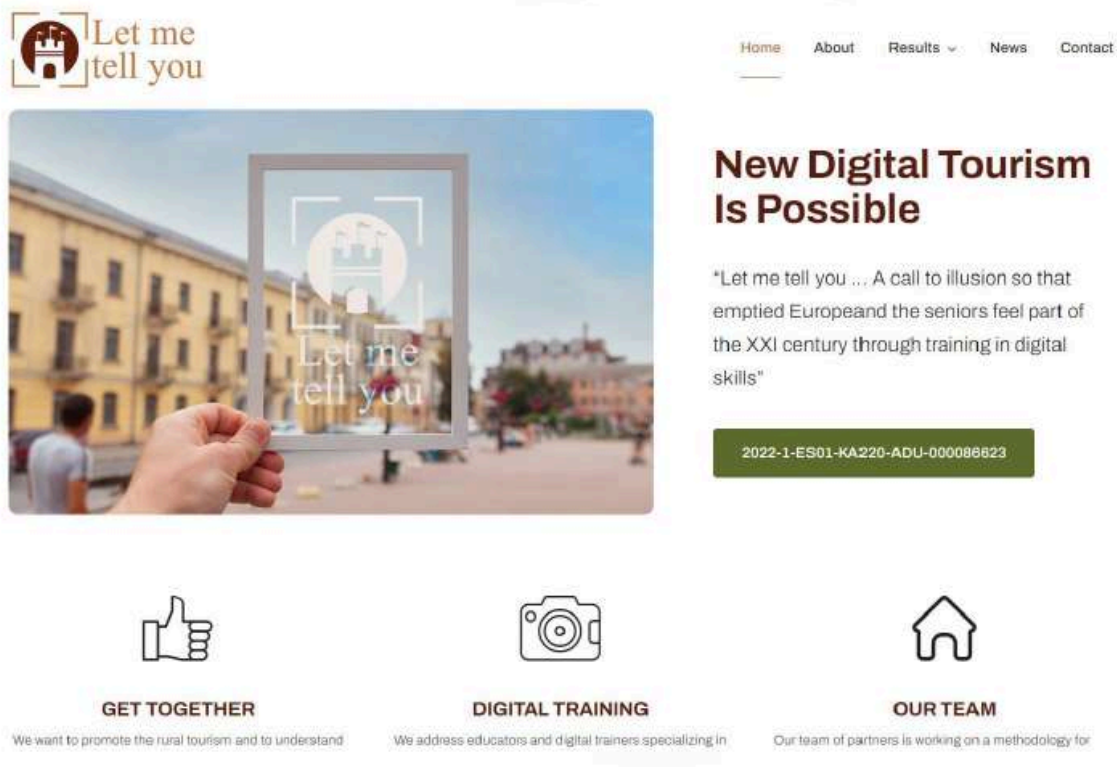 Let me
tell you
Home About Results News Contact
Let me
tell you
New Digital Tourism
Is Possible
“Let me tell you ... A call to illusion so that
emptied Europeand the seniors feel part of
the XXI century through training in digital
skills”
2022-1-ES01-KA220-ADU-000086623
GET TOGETHER
We want to promote the rural tourism and to understand
DIGITAL TRAINING
We address educators and digital trainers specializing in
OUR TEAM
Our team of partners is working on a methodology for